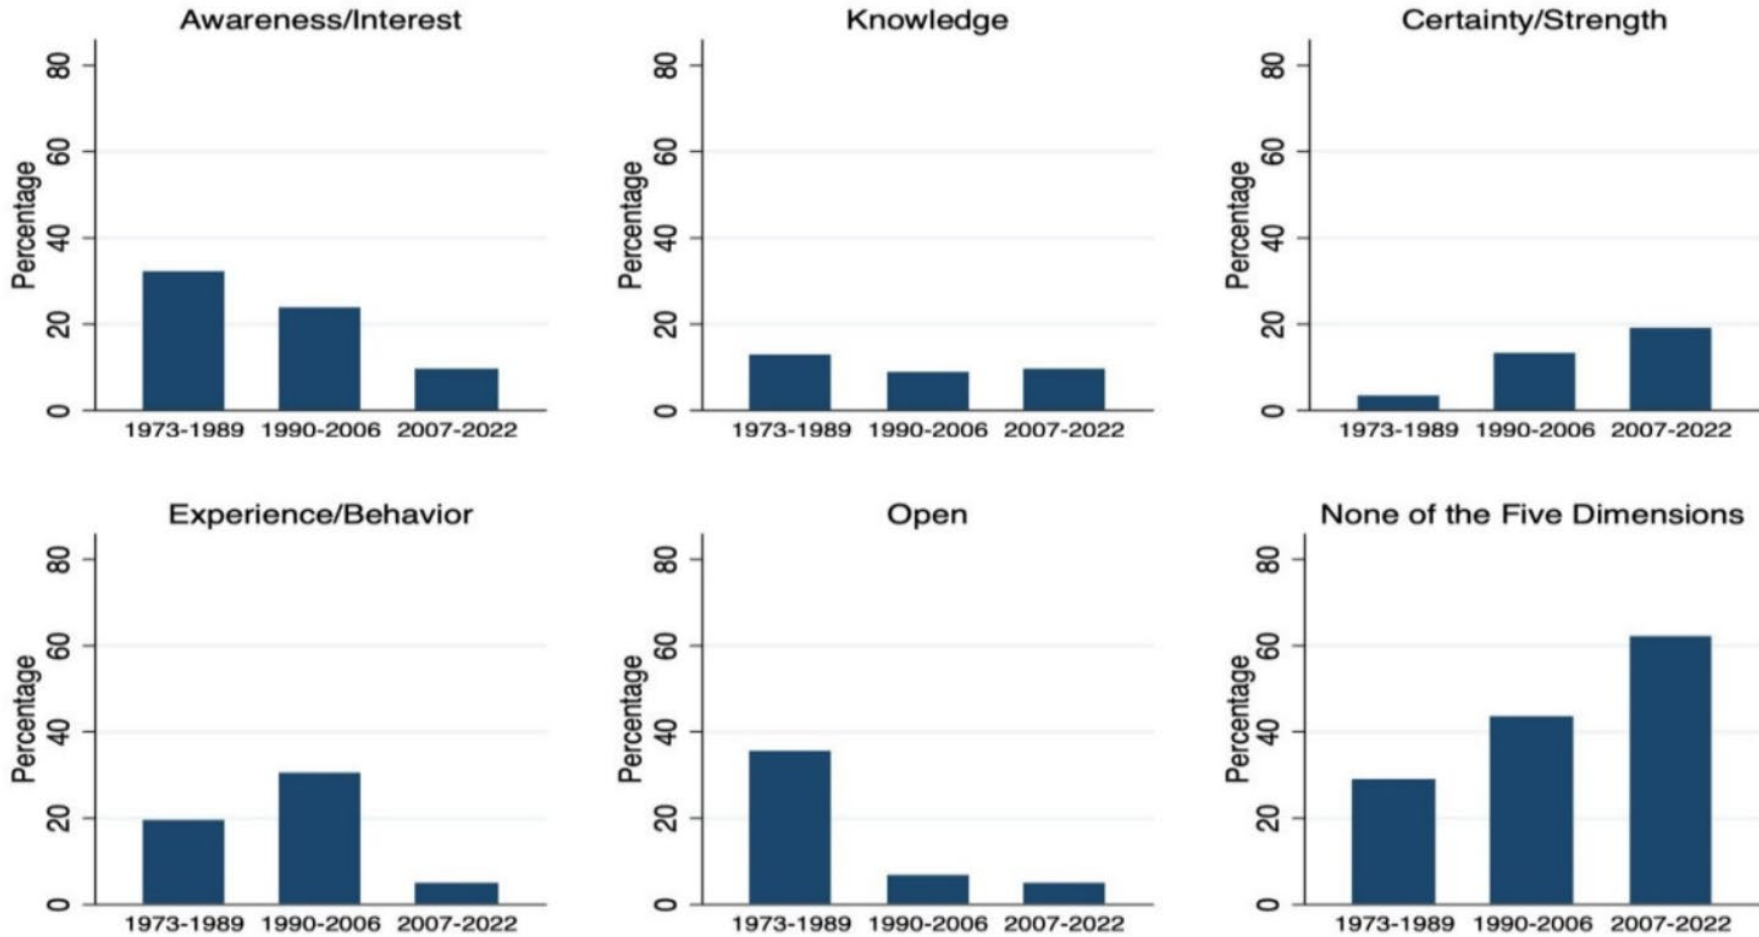 Awareness/Interest
Percentage
80
60
40
20
0
1973-1989 1990-2006 2007-2022
Knowledge
Percentage
80
60
40
20
0
1973-1989 1990-2006 2007-2022
Certainty/Strength
Percentage
80
60
40
20
0
1973-1989 1990-2006 2007-2022
Experience/Behavior
Percentage
80
60
40
20
0
1973-1989 1990-2006 2007-2022
Open
Percentage
80
60
40
20
0
1973-1989 1990-2006 2007-2022
None of the Five Dimensions
Percentage
80
60
40
20
0
1973-1989 1990-2006 2007-2022